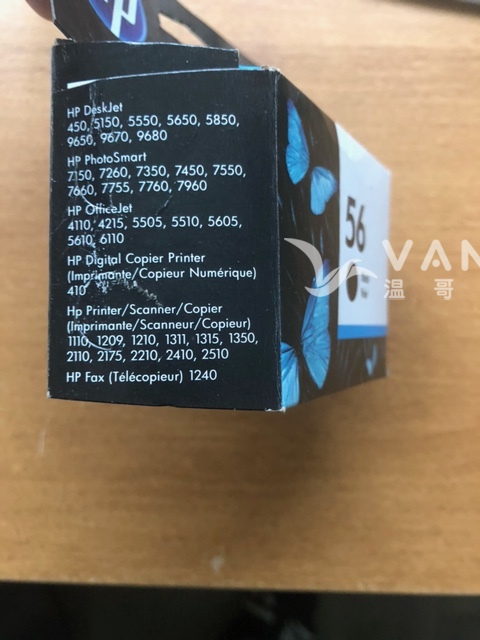 hp
HP DeskJet
450, 5150, 5550, 5650, 5850,
9650, 9670, 9680
HP PhotoSmart
7150, 7260, 7350, 7450, 7550,
7660, 7755, 7760, 7960
HP OfficeJet
4110, 4215, 5505, 5510, 5605,
5610, 6110
HP Digital Copier Printer
(Imprimante/Copieur Numérique)
410
Hp Printer/Scanner/Copier
(Imprimante/Scanneur/Copieur)
1110, 1209, 1210, 1311, 1315, 1350,
2110, 2175, 2210, 2410, 2510
HP Fax (Télécopieur) 1240
56
VAN
温哥